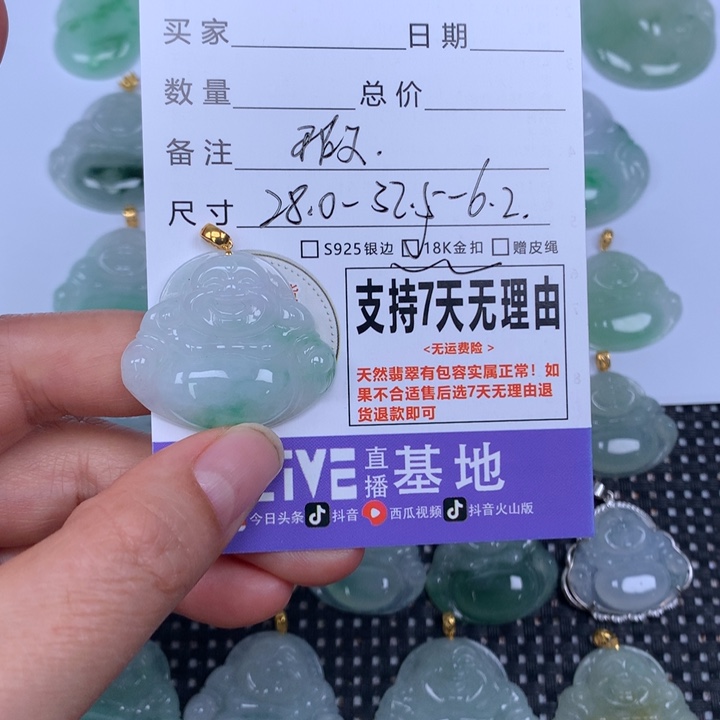 买家 日期
数量 总价
备注
尺寸 28.0-32.5-6.2.
S925银边 18K金扣 赠皮绳
支持7天无理由
<无运费险>
天然翡翠有包容实属正常！如
果不合适售后选7天无理由退
货退款即可
LIVE直播基地
今日头条 抖音 西瓜视频 抖音火山版